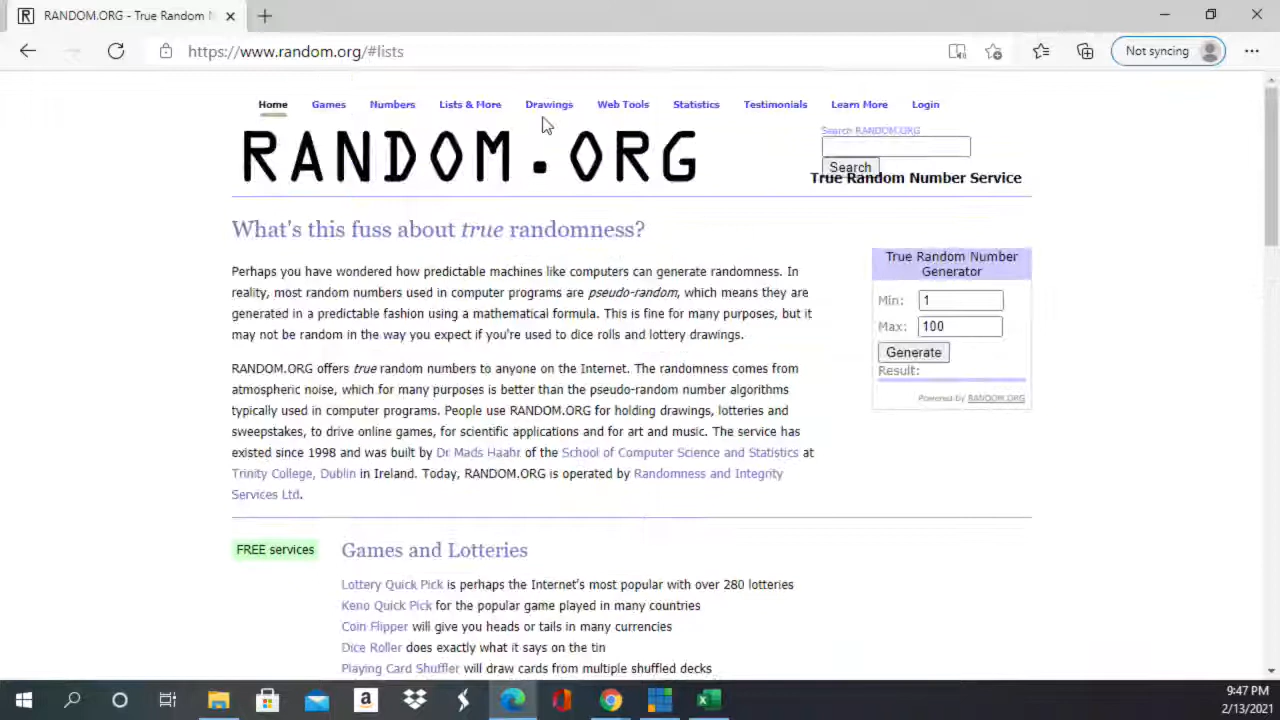 RANDOM.ORG - True Random N
https://www.random.org/#lists
Not syncing
Home Games Numbers Lists & More Drawings Web Tools Statistics Testimonials Learn More Login
RANDOM.ORG
Search RANDOM.ORG
Search
True Random Number Service
What's this fuss about true randomness?
Perhaps you have wondered how predictable machines like computers can generate randomness. In
reality, most random numbers used in computer programs are pseudo-random, which means they are
generated in a predictable fashion using a mathematical formula. This is fine for many purposes, but it
may not be random in the way you expect if you're used to dice rolls and lottery drawings.
RANDOM.ORG offers true random numbers to anyone on the Internet. The randomness comes from
atmospheric noise, which for many purposes is better than the pseudo-random number algorithms
typically used in computer programs. People use RANDOM.ORG for holding drawings, lotteries and
sweepstakes, to drive online games, for scientific applications and for art and music. The service has
existed since 1998 and was built by Dr Mads Haahr of the School of Computer Science and Statistics at
Trinity College, Dublin in Ireland. Today, RANDOM.ORG is operated by Randomness and Integrity
Services Ltd.
True Random Number
Generator
Min: 1
Max: 100
Generate
Result:
Powered by RANDOM.ORG
FREE services
Games and Lotteries
Lottery Quick Pick is perhaps the Internet's most popular with over 280 lotteries
Keno Quick Pick for the popular game played in many countries
Coin Flipper will give you heads or tails in many currencies
Dice Roller does exactly what it says on the tin
Playing Card Shuffler will draw cards from multiple shuffled decks
9:47 PM
2/13/2021